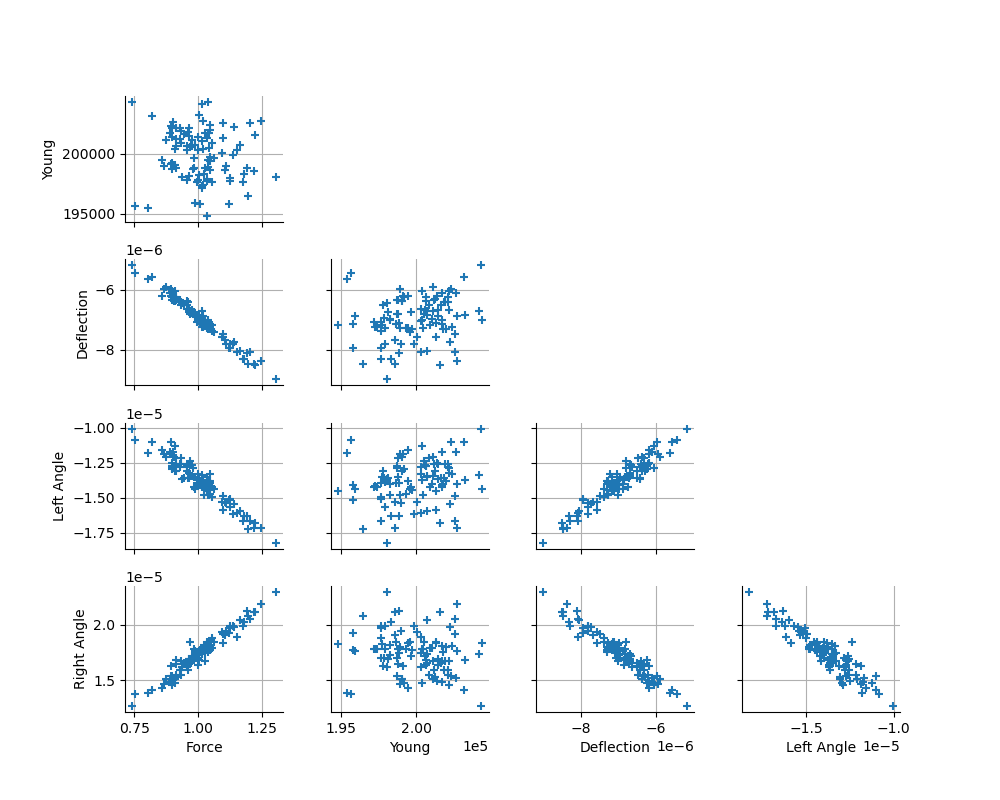 Young
200000
195000
1e−6
Deflection
−6
−8
1e−5
Left Angle
−1.00
−1.25
−1.50
−1.75
1e−5
Right Angle
2.0
1.5
0.75 1.00 1.25 1.95 2.00 −8 −6 −1.5 −1.0
Force Young 1e5 Deflection 1e−6 Left Angle 1e−5